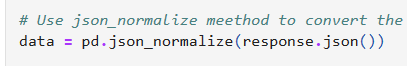 # Use json_normalize meethod to convert the
data = pd.json_normalize(response.json())